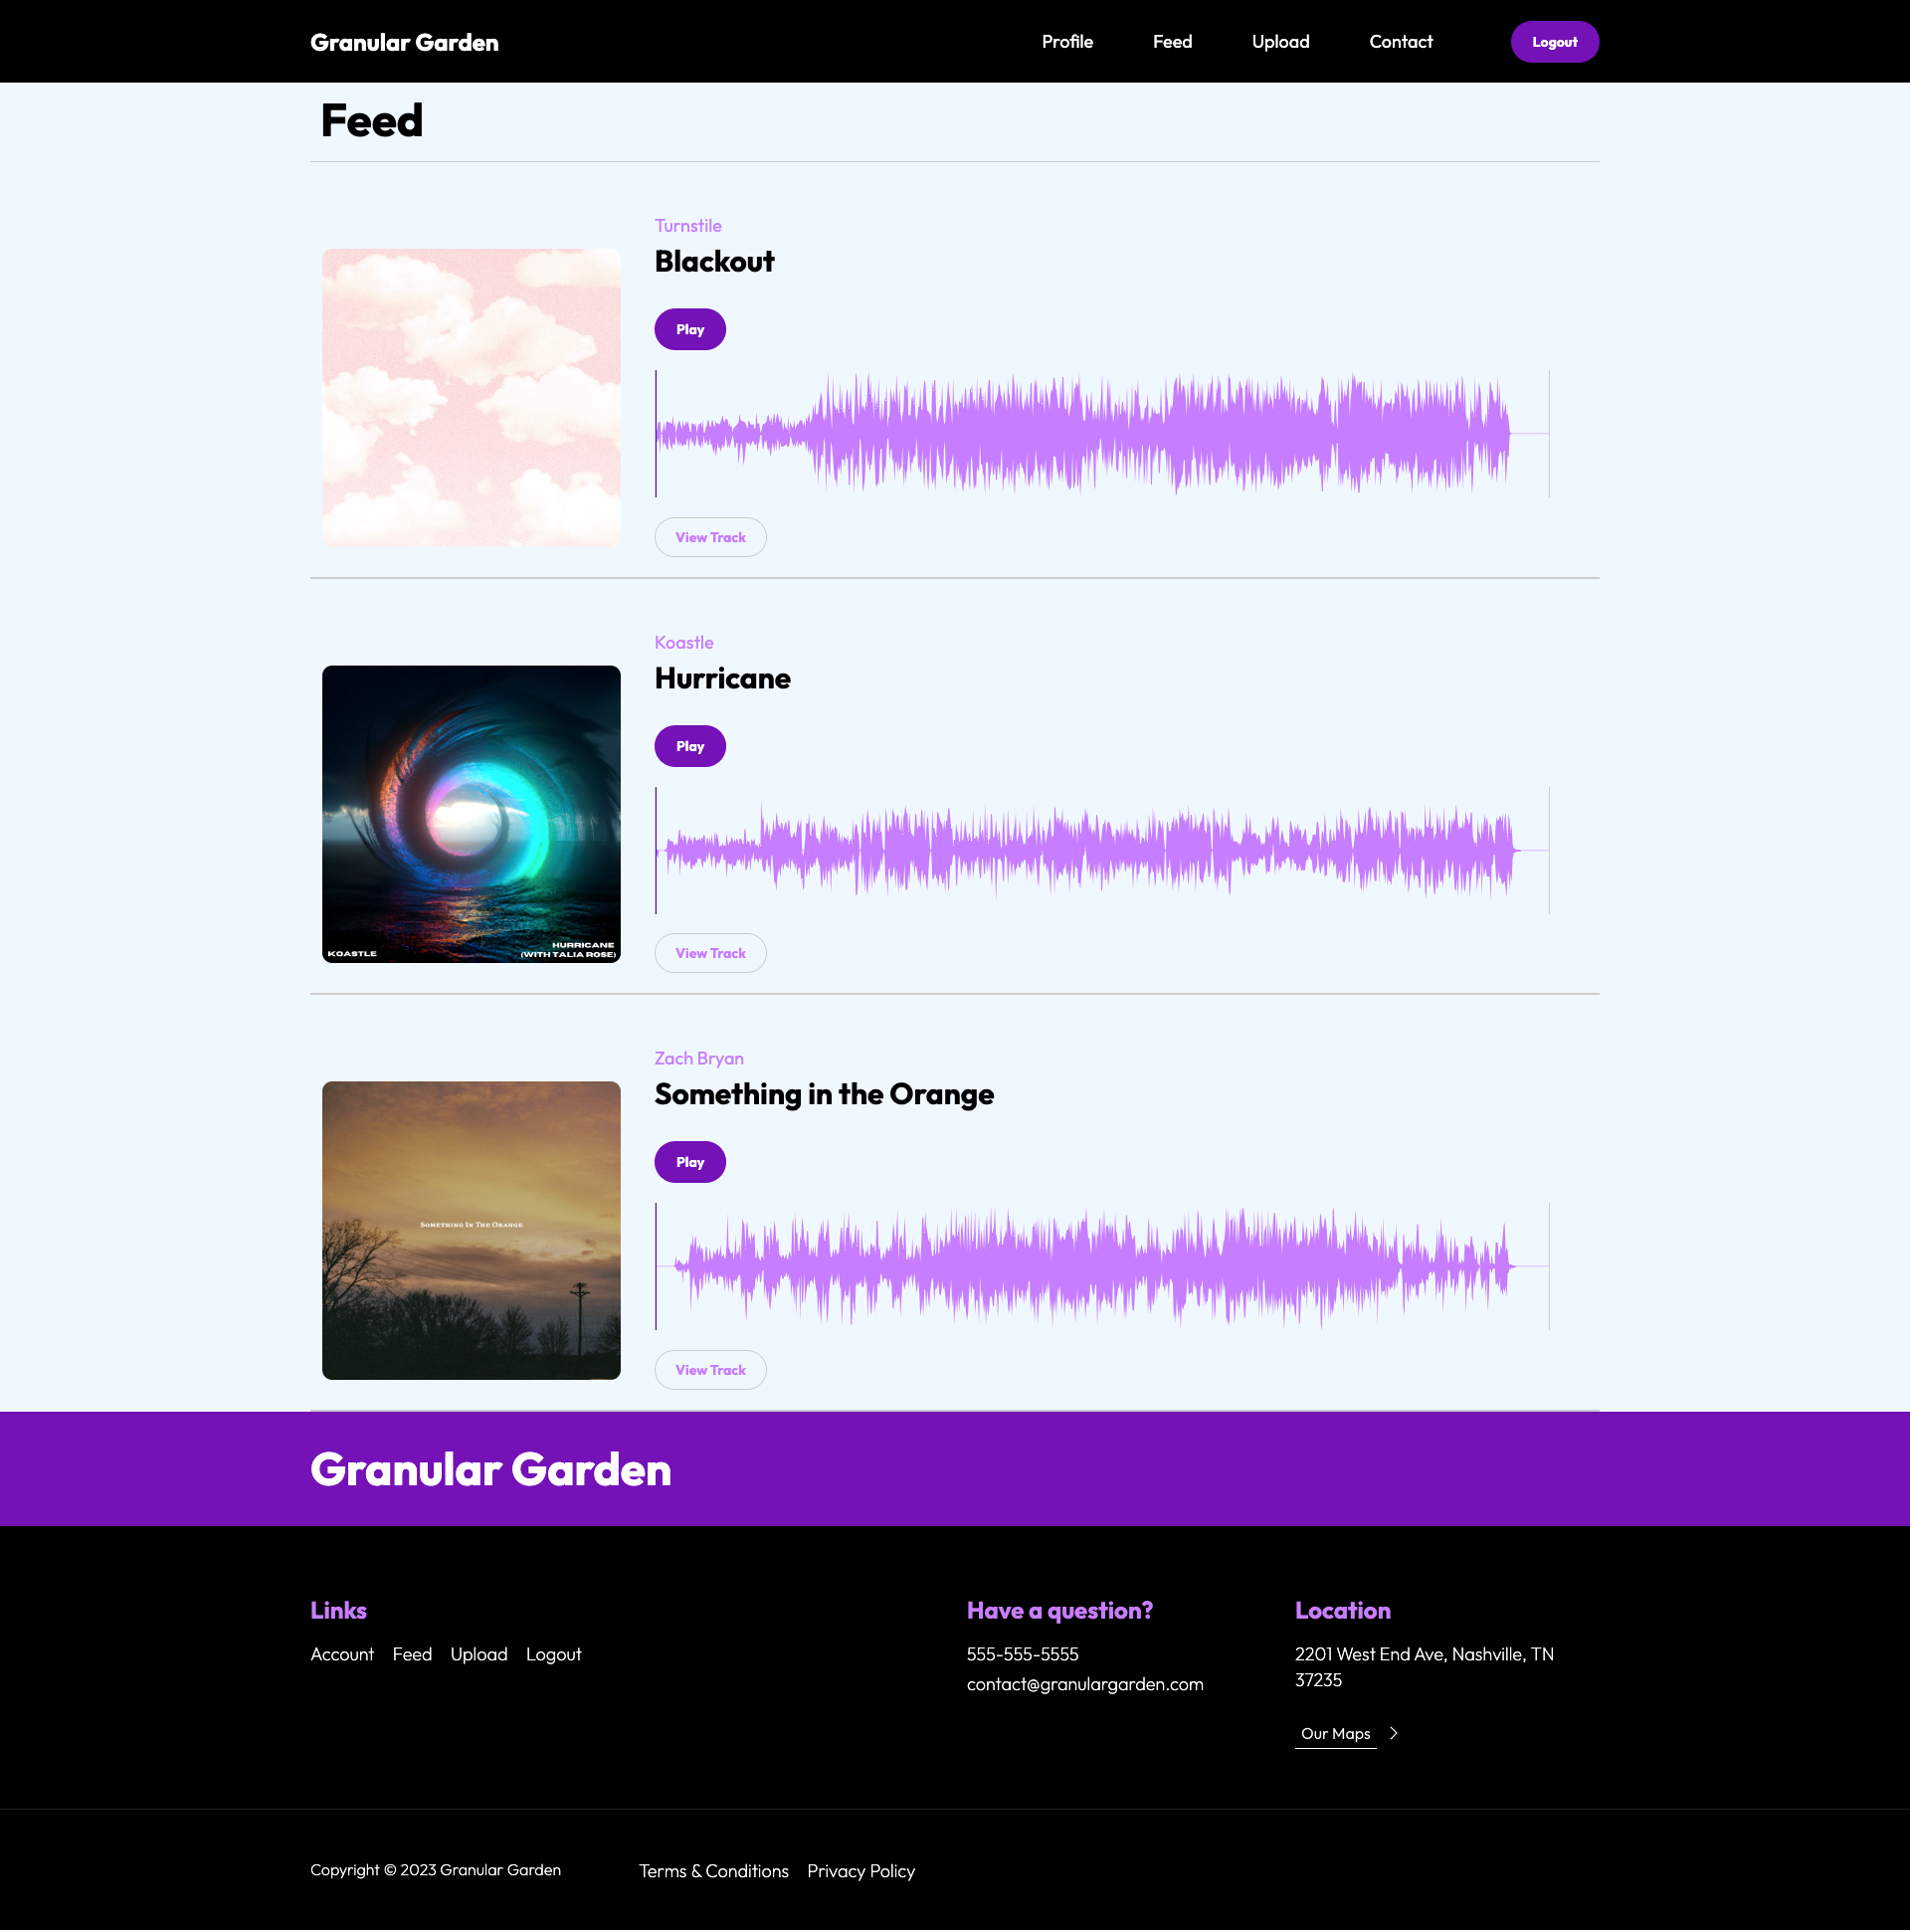 Granular Garden
Profile
Feed
Upload
Contact
Logout
Feed
Turnstile
Blackout
Play
View Track
Koastle
Hurricane
Play
KOASTLE
HURRICANE
(WITH TALIA ROSE)
View Track
Zach Bryan
Something in the Orange
Play
Something In The Orange
View Track
Granular Garden
Links
Account Feed Upload Logout
Have a question?
555-555-5555
contact@granulargarden.com
Location
2201 West End Ave, Nashville, TN
37235
Our Maps
Copyright © 2023 Granular Garden
Terms & Conditions Privacy Policy